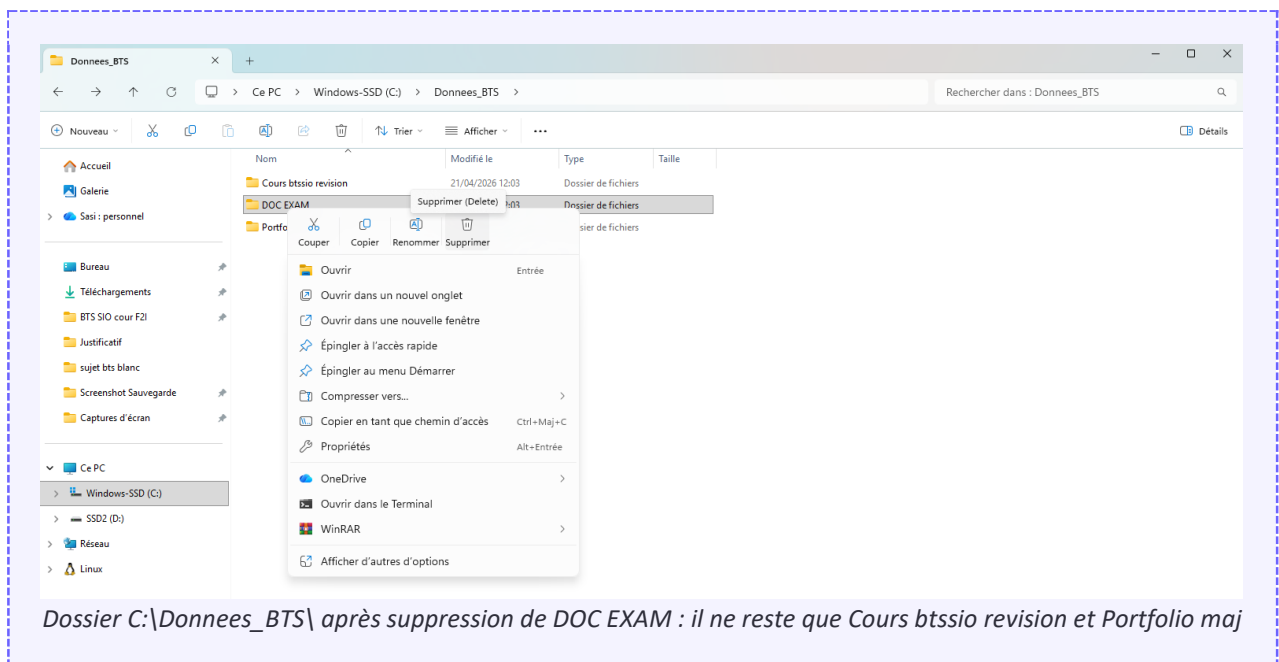 Donnees_BTS
Ce PC > Windows-SSD (C:) > Donnees_BTS >
Rechercher dans : Donnees_BTS
Nouveau
Trier
Afficher
Détails
Accueil
Galerie
Sasi : personnel
Bureau
Téléchargements
BTS SIO cour F2I
Justificatif
sujet bts blanc
Screenshot Sauvegarde
Captures d'écran
Ce PC
Windows-SSD (C:)
SSD2 (D:)
Réseau
Linux
Nom Modifié le Type Taille
Cours btssio revision 21/04/2026 12:03 Dossier de fichiers
DOC EXAM Dossier de fichiers
Supprimer (Delete)
de fichiers
Couper Copier Renommer Supprimer
Ouvrir Entrée
Ouvrir dans un nouvel onglet
Ouvrir dans une nouvelle fenêtre
Épingler à l'accès rapide
Épingler au menu Démarrer
Compresser vers...
Copier en tant que chemin d'accès Ctrl+Maj+C
Propriétés Alt+Entrée
OneDrive
Ouvrir dans le Terminal
WinRAR
Afficher d'autres d'options
Dossier C:\Donnees_BTS\ après suppression de DOC EXAM : il ne reste que Cours btssio revision et Portfolio maj